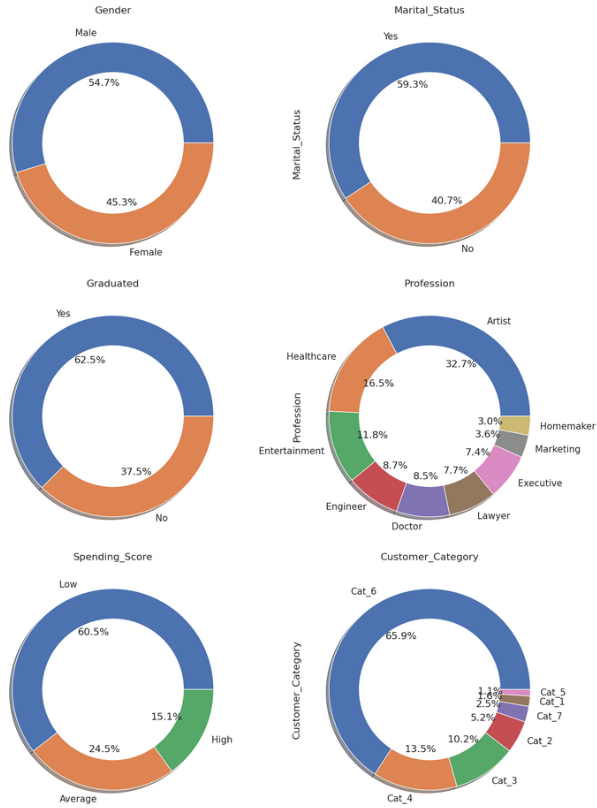 Gender
Male
54.7%
45.3%
Female
Marital_Status
Yes
59.3%
Marital_Status
40.7%
No
Graduated
Yes
62.5%
37.5%
No
Profession
Artist
32.7%
Healthcare
16.5%
Profession
Entertainment
11.8%
Engineer
8.7%
Doctor
8.5%
Lawyer
7.7%
Executive
7.4%
Marketing
3.6%
Homemaker
3.0%
Spending_Score
Low
60.5%
24.5%
Average
15.1%
High
Customer_Category
Cat_6
65.9%
Customer_Category
13.5%
Cat_4
10.2%
Cat_3
5.2%
Cat_2
2.5%
Cat_7
1.6%
Cat_1
1.1%
Cat_5